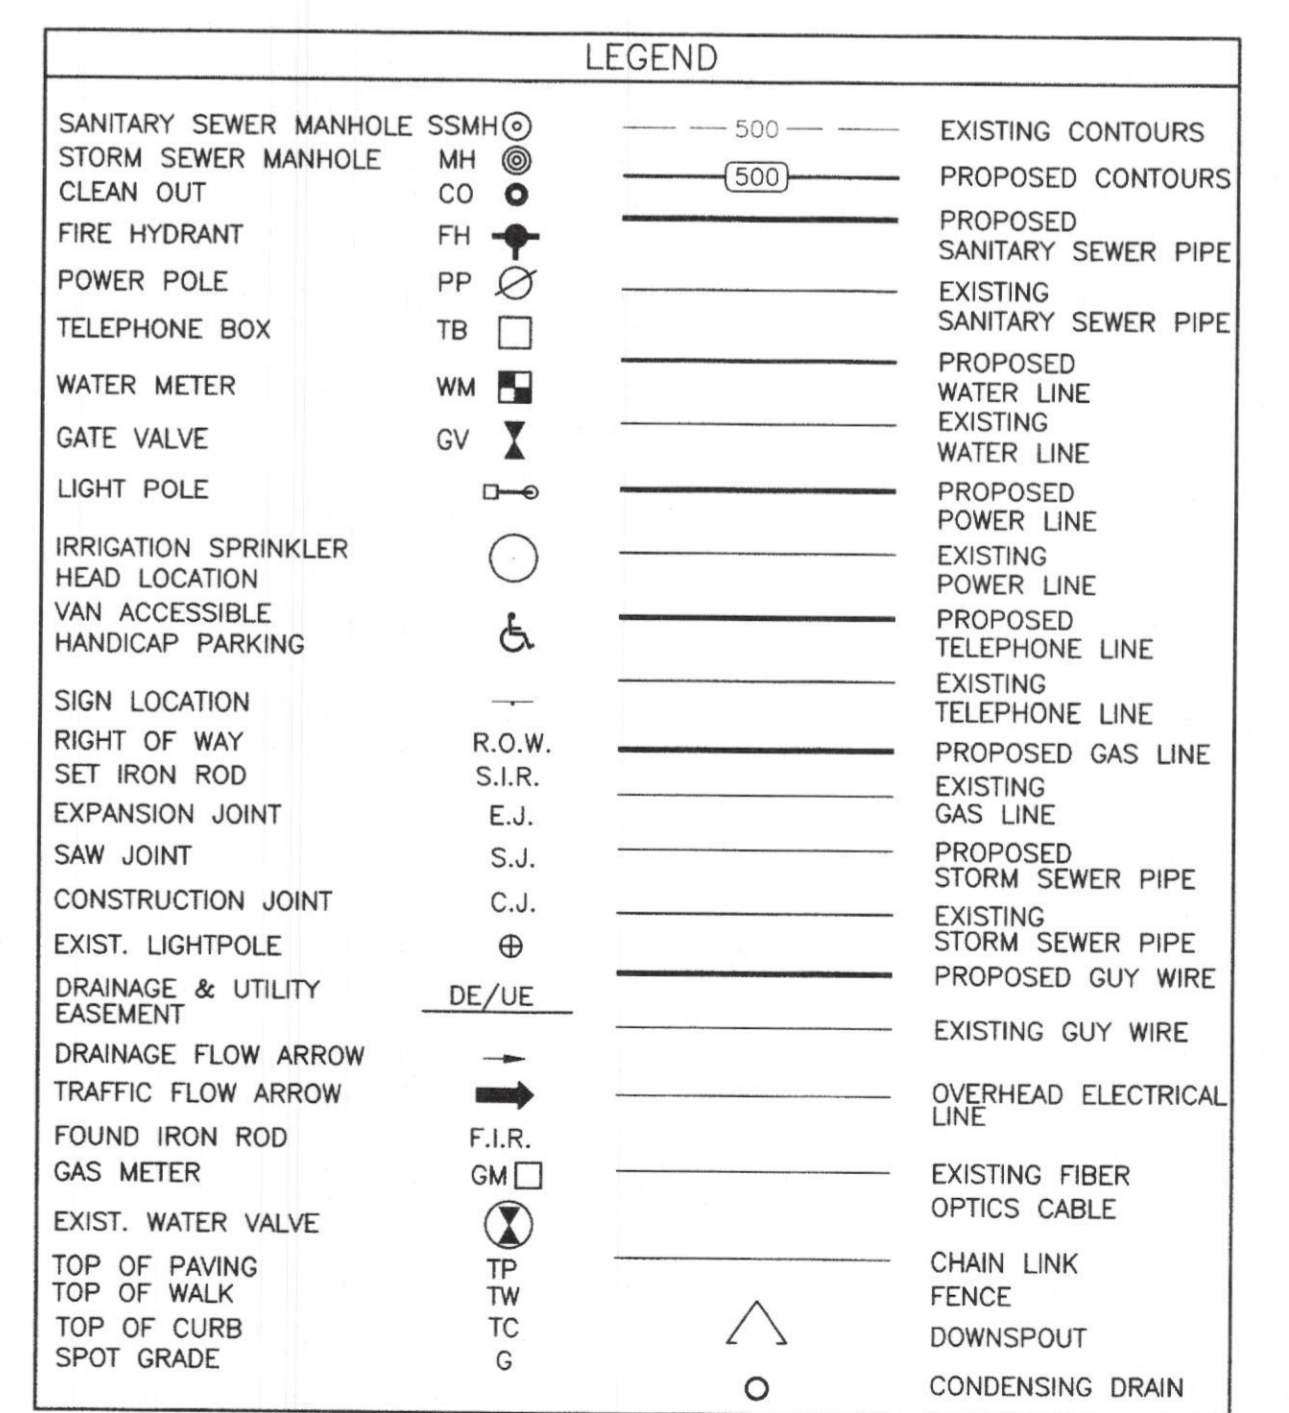 LEGEND
SANITARY SEWER MANHOLE SSMH
STORM SEWER MANHOLE MH
CLEAN OUT CO
FIRE HYDRANT FH
POWER POLE PP
TELEPHONE BOX TB
WATER METER WM
GATE VALVE GV
LIGHT POLE
IRRIGATION SPRINKLER
HEAD LOCATION
VAN ACCESSIBLE
HANDICAP PARKING
SIGN LOCATION
RIGHT OF WAY R.O.W.
SET IRON ROD S.I.R.
EXPANSION JOINT E.J.
SAW JOINT S.J.
CONSTRUCTION JOINT C.J.
EXIST. LIGHTPOLE
DRAINAGE & UTILITY
EASEMENT
DE/UE
DRAINAGE FLOW ARROW
TRAFFIC FLOW ARROW
FOUND IRON ROD F.I.R.
GAS METER GM
EXIST. WATER VALVE
TOP OF PAVING TP
TOP OF WALK TW
TOP OF CURB TC
SPOT GRADE G
500 EXISTING CONTOURS
500 PROPOSED CONTOURS
PROPOSED
SANITARY SEWER PIPE
EXISTING
SANITARY SEWER PIPE
PROPOSED
WATER LINE
EXISTING
WATER LINE
PROPOSED
POWER LINE
EXISTING
POWER LINE
PROPOSED
TELEPHONE LINE
EXISTING
TELEPHONE LINE
PROPOSED GAS LINE
EXISTING
GAS LINE
PROPOSED
STORM SEWER PIPE
EXISTING
STORM SEWER PIPE
PROPOSED GUY WIRE
EXISTING GUY WIRE
OVERHEAD ELECTRICAL
LINE
EXISTING FIBER
OPTICS CABLE
CHAIN LINK
FENCE
DOWNSPOUT
CONDENSING DRAIN